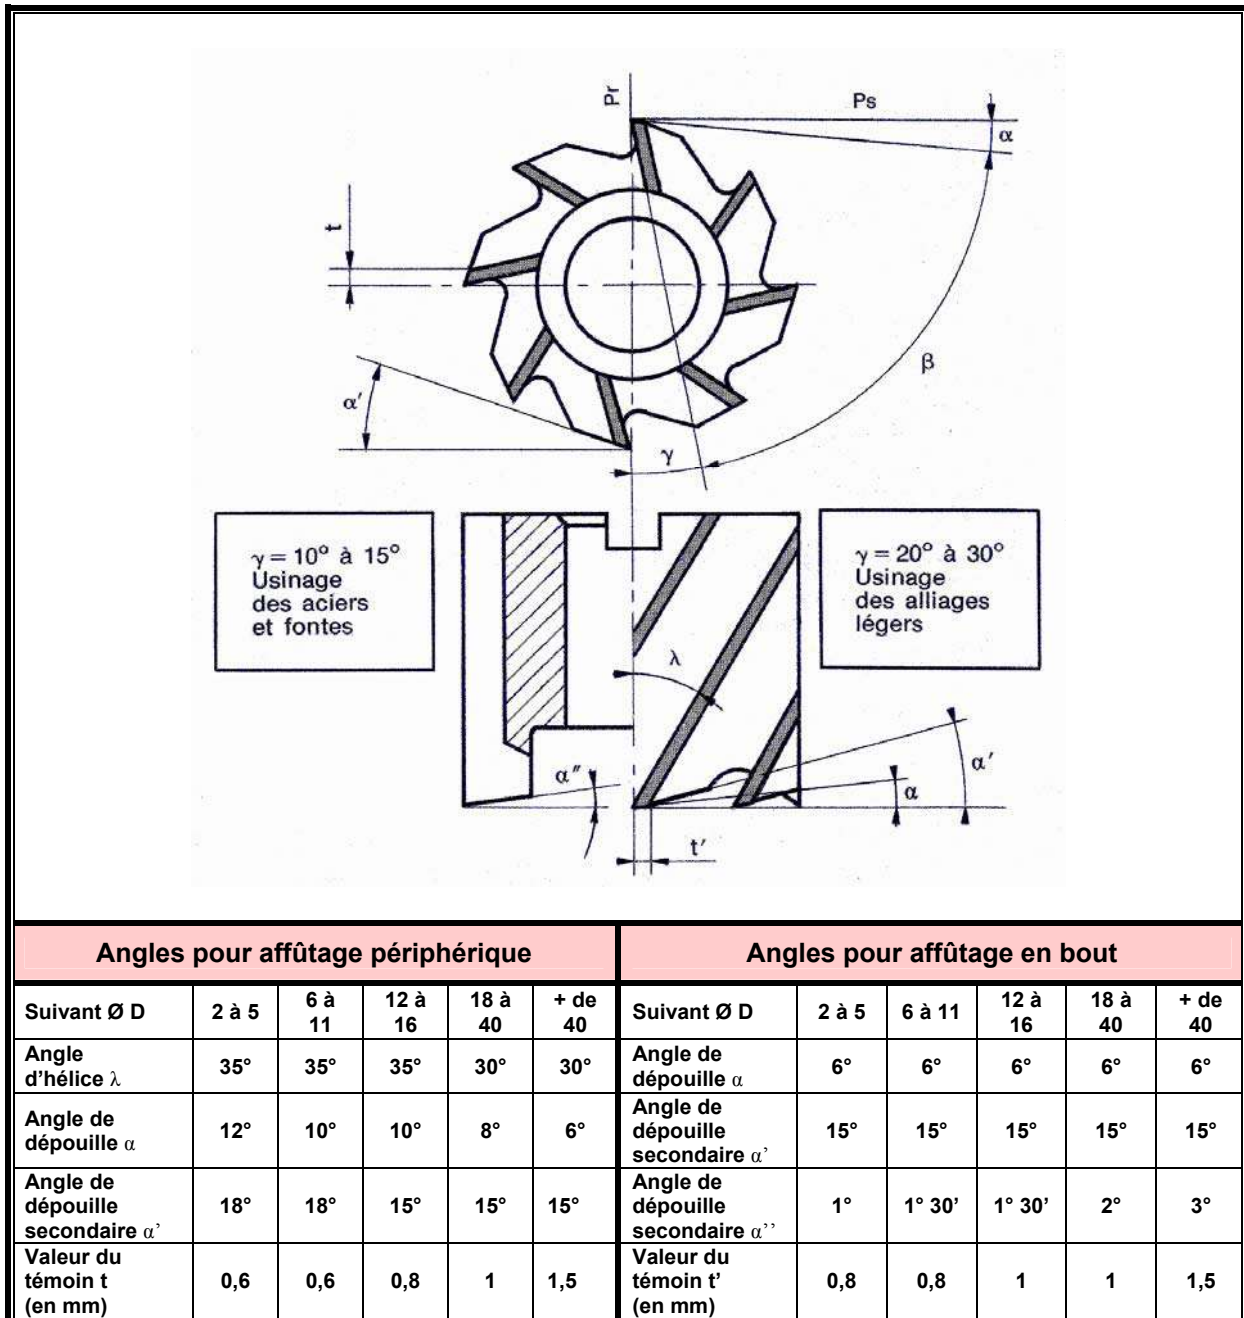 Pr
Ps
α
t
β
α′
γ
γ = 10° à 15°
Usinage
des aciers
et fontes
γ = 20° à 30°
Usinage
des alliages
légers
λ
α″
α′
α
t′
Angles pour affûtage périphérique
Suivant Ø D 2 à 5 6 à 11 12 à 16 18 à 40 + de 40
Angle d'hélice λ 35° 35° 35° 30° 30°
Angle de dépouille α 12° 10° 10° 8° 6°
Angle de dépouille secondaire α' 18° 18° 15° 15° 15°
Valeur du témoin t (en mm) 0,6 0,6 0,8 1 1,5
Angles pour affûtage en bout
Suivant Ø D 2 à 5 6 à 11 12 à 16 18 à 40 + de 40
Angle de dépouille α 6° 6° 6° 6° 6°
Angle de dépouille secondaire α' 15° 15° 15° 15° 15°
Angle de dépouille secondaire α'' 1° 1° 30' 1° 30' 2° 3°
Valeur du témoin t' (en mm) 0,8 0,8 1 1 1,5